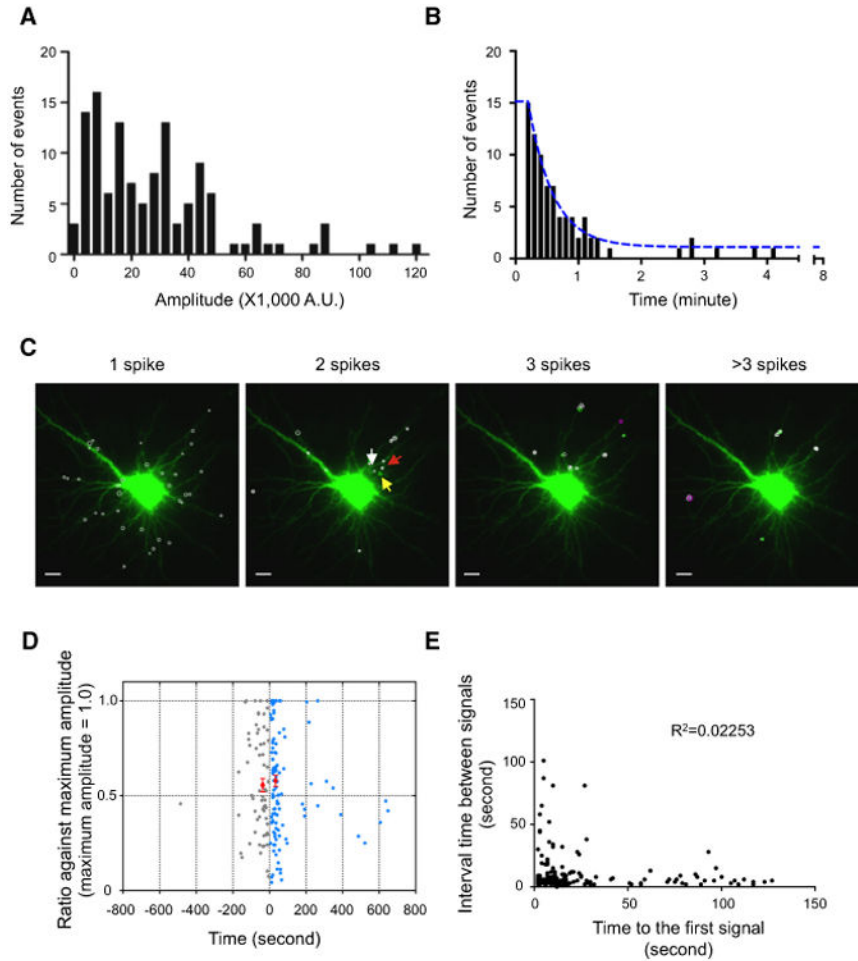 A
Number of events
20
15
10
5
0
0 20 40 60 80 100 120
Amplitude (X1,000 A.U.)
B
Number of events
20
15
10
5
0
0 1 2 3 4 8
Time (minute)
C
1 spike
2 spikes
3 spikes
>3 spikes
D
Ratio against maximum amplitude
(maximum amplitude = 1.0)
1.0
0.5
0
-800 -600 -400 -200 0 200 400 600 800
Time (second)
E
Interval time between signals
(second)
150
100
50
0
R²=0.02253
0 50 100 150
Time to the first signal
(second)